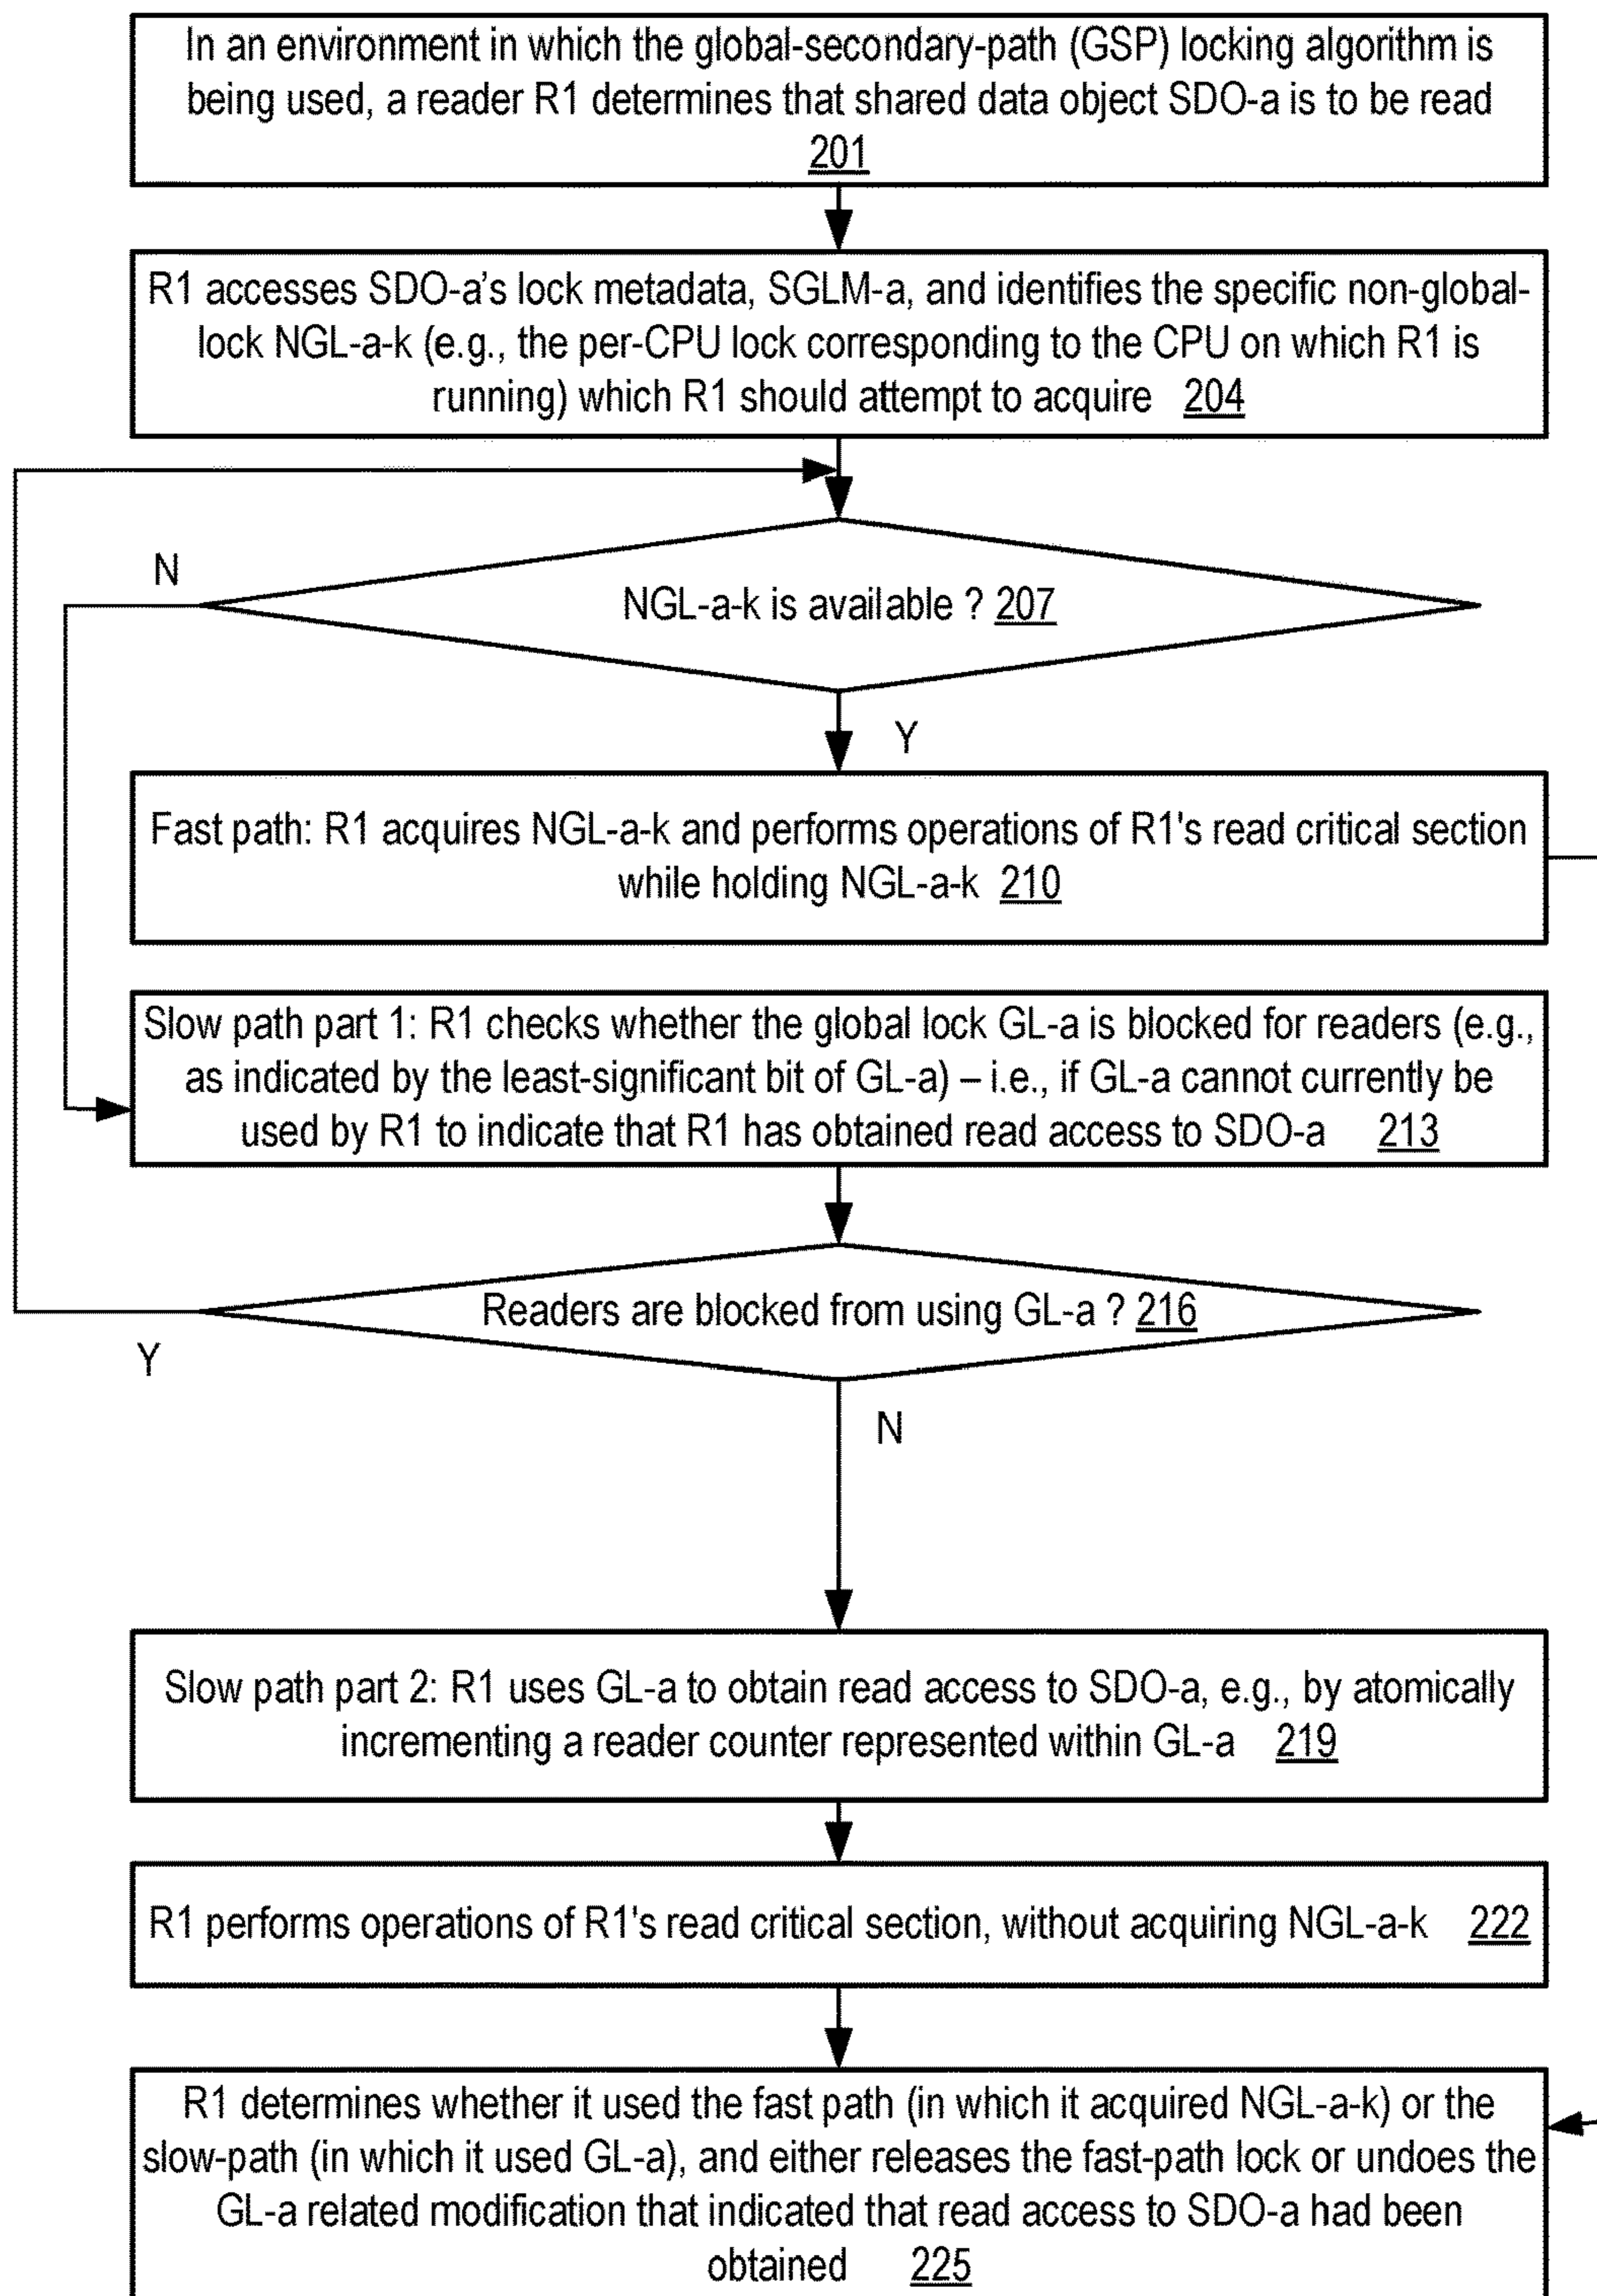 In an environment in which the global-secondary-path (GSP) locking algorithm is
being used, a reader R1 determines that shared data object SDO-a is to be read
201
R1 accesses SDO-a's lock metadata, SGLM-a, and identifies the specific non-global-
lock NGL-a-k (e.g., the per-CPU lock corresponding to the CPU on which R1 is
running) which R1 should attempt to acquire 204
N
NGL-a-k is available ? 207
Y
Fast path: R1 acquires NGL-a-k and performs operations of R1's read critical section
while holding NGL-a-k 210
Slow path part 1: R1 checks whether the global lock GL-a is blocked for readers (e.g.,
as indicated by the least-significant bit of GL-a) – i.e., if GL-a cannot currently be
used by R1 to indicate that R1 has obtained read access to SDO-a 213
Readers are blocked from using GL-a ? 216
Y
N
Slow path part 2: R1 uses GL-a to obtain read access to SDO-a, e.g., by atomically
incrementing a reader counter represented within GL-a 219
R1 performs operations of R1's read critical section, without acquiring NGL-a-k 222
R1 determines whether it used the fast path (in which it acquired NGL-a-k) or the
slow-path (in which it used GL-a), and either releases the fast-path lock or undoes the
GL-a related modification that indicated that read access to SDO-a had been
obtained 225